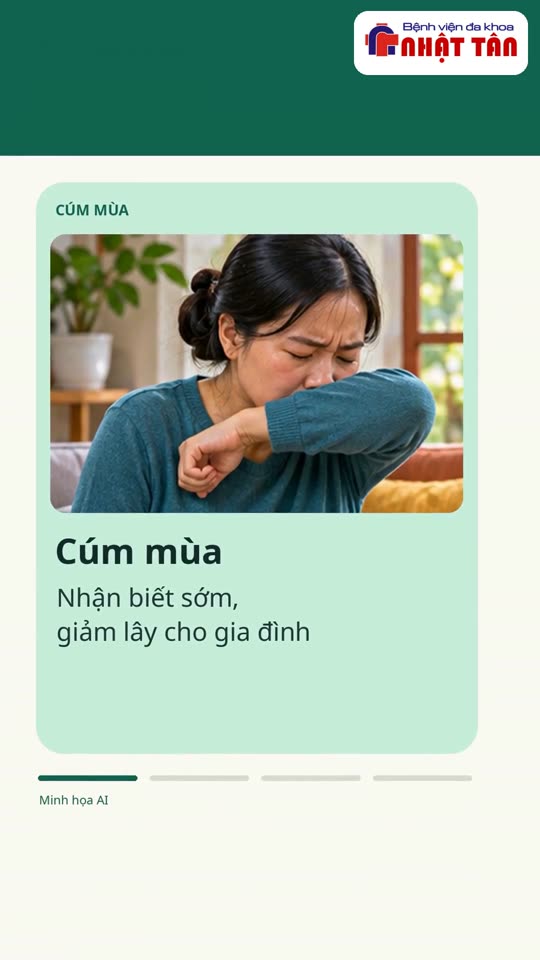 Bệnh viện đa khoa
NHẬT TÂN
CÚM MÙA
Cúm mùa
Nhận biết sớm,
giảm lây cho gia đình
Minh họa AI